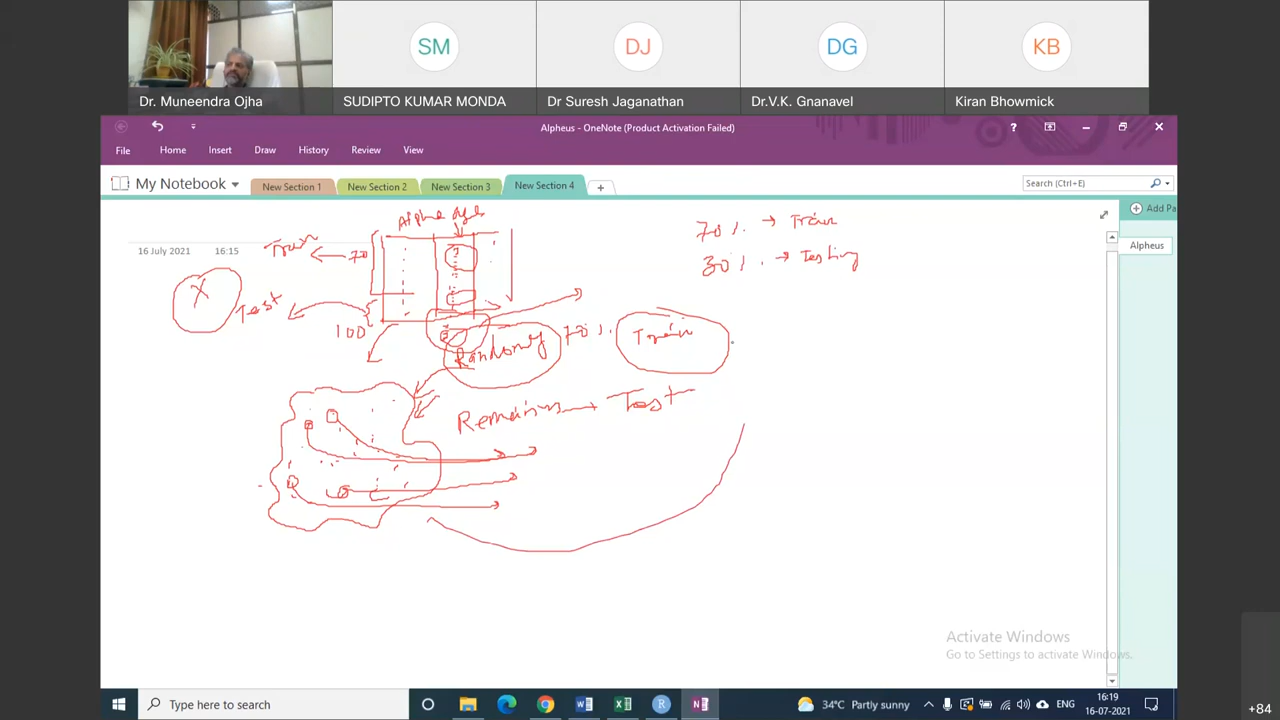 SM
DJ
DG
KB
Dr. Muneendra Ojha
SUDIPTO KUMAR MONDA
Dr Suresh Jaganathan
Dr.V.K. Gnanavel
Kiran Bhowmick
Alpheus - OneNote (Product Activation Failed)
?
File
Home
Insert
Draw
History
Review
View
My Notebook
New Section 1
New Section 2
New Section 3
New Section 4
+
Search (Ctrl+E)
Add Pa
Alpheus
16 July 2021
16:15
70 % → Train
30 % → Testing
Train ← 70
X
Test
100
Randomly 70 % Train
Remaining → Test
Activate Windows
Go to Settings to activate Windows.
Type here to search
34°C Partly sunny
ENG
16:19
16-07-2021
+84